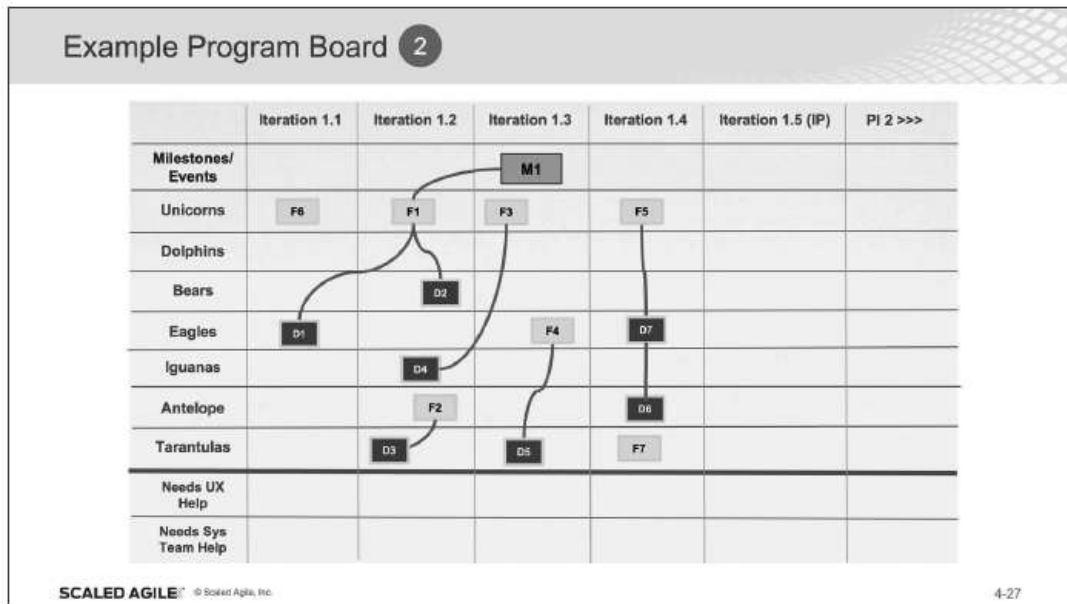 Example Program Board 2
Iteration 1.1 Iteration 1.2 Iteration 1.3 Iteration 1.4 Iteration 1.5 (IP) PI 2 >>>
Milestones/
Events M1
Unicorns F6 F1 F3 F5
Dolphins
Bears D2
Eagles D1 F4 D7
Iguanas D4
Antelope F2 D6
Tarantulas D3 D5 F7
Needs UX
Help
Needs Sys
Team Help
SCALED AGILE © Scaled Agile, Inc. 4-27